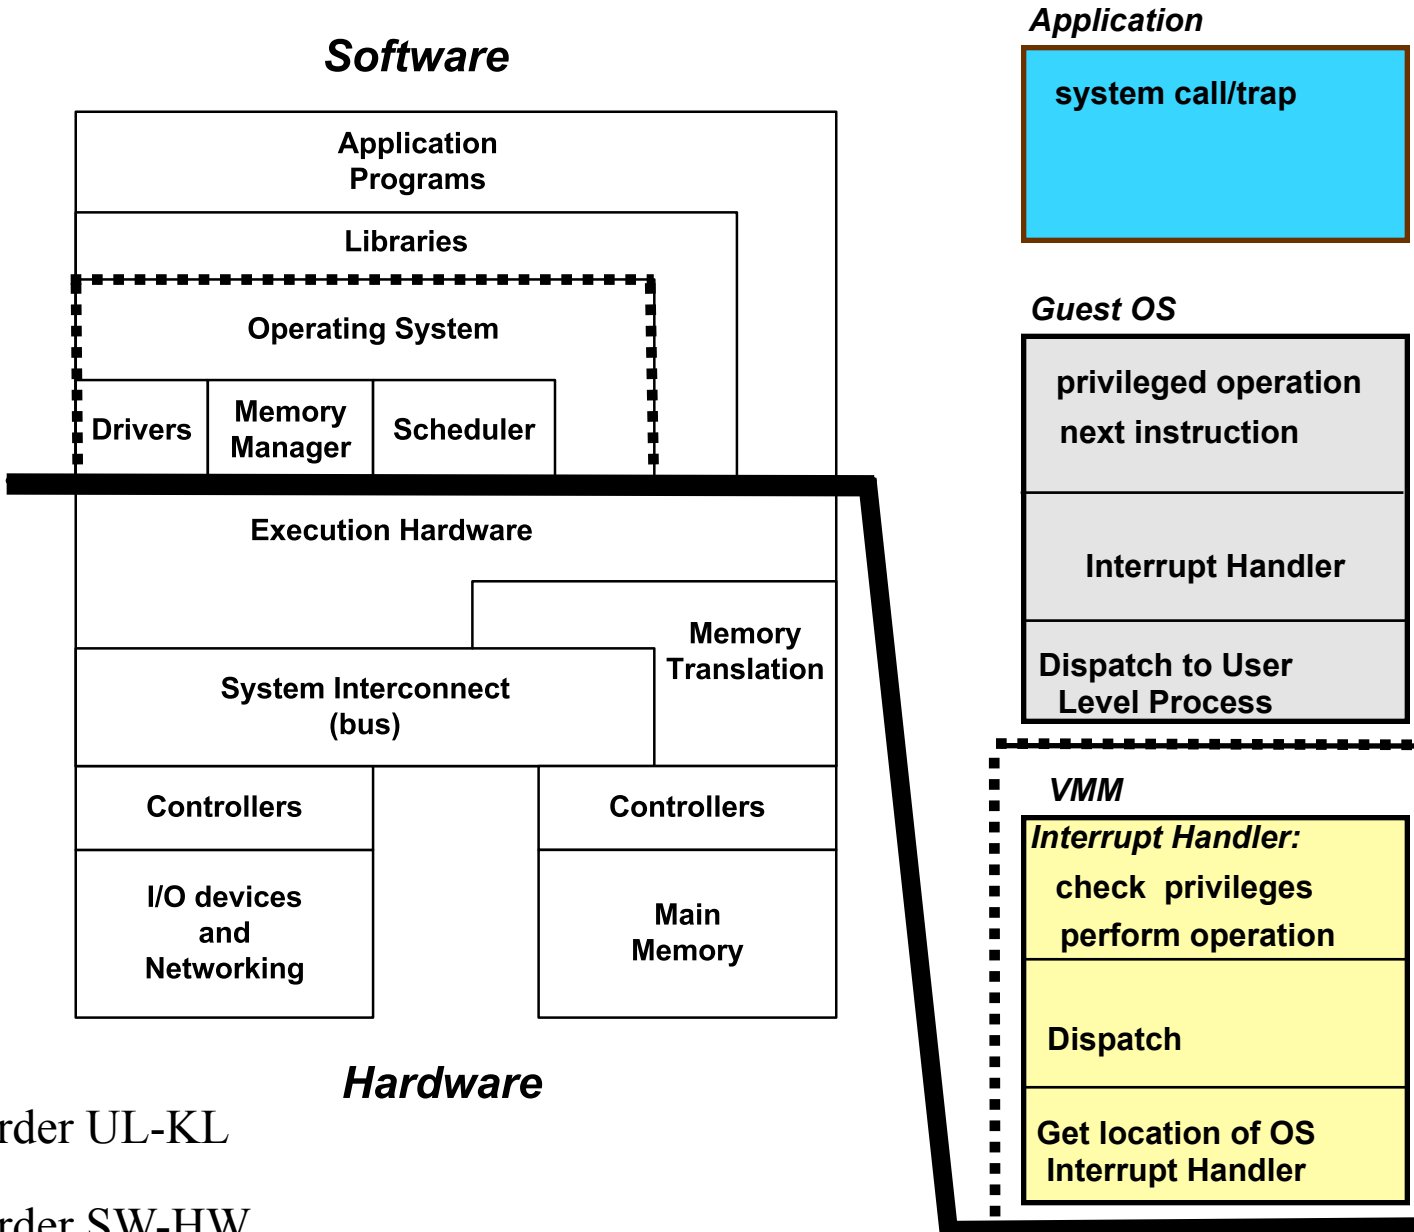 Software
Application
Programs
Libraries
Operating System
Drivers
Memory
Manager
Scheduler
Execution Hardware
Memory
Translation
System Interconnect
(bus)
Controllers
Controllers
I/O devices
and
Networking
Main
Memory
Hardware
rder UL-KL
rder SW-HW
Application
system call/trap
Guest OS
privileged operation
next instruction
Interrupt Handler
Dispatch to User
Level Process
VMM
Interrupt Handler:
check privileges
perform operation
Dispatch
Get location of OS
Interrupt Handler